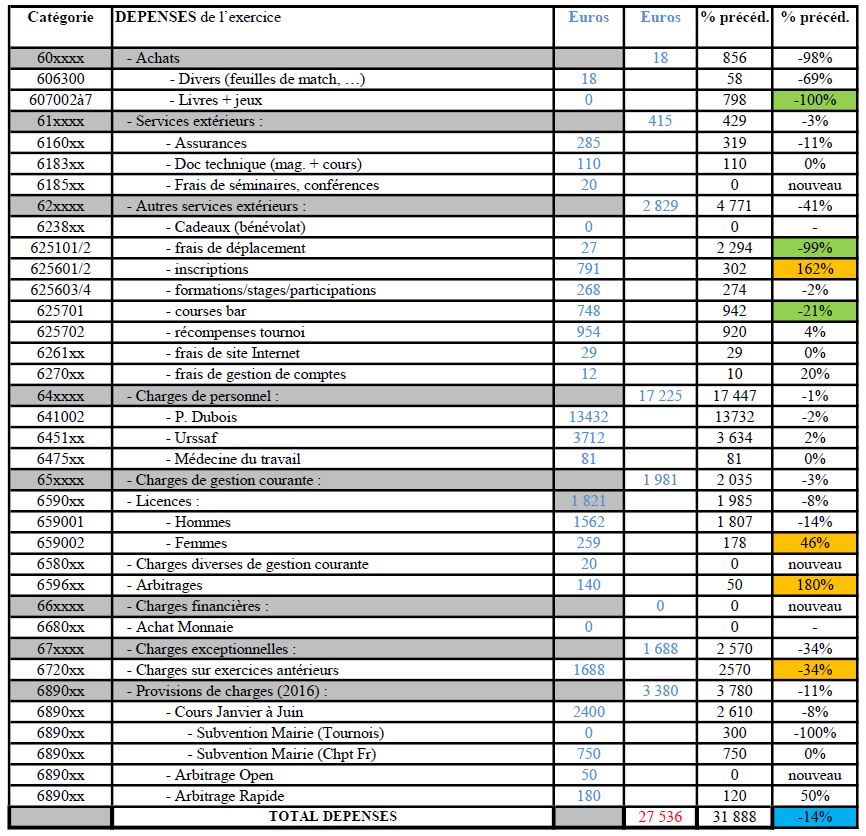 Catégorie DEPENSES de l'exercice Euros Euros % précéd. % précéd.
60xxxx - Achats 18 856 -98%
606300 - Divers (feuilles de match, …) 18 58 -69%
607002à7 - Livres + jeux 0 798 -100%
61xxxx - Services extérieurs : 415 429 -3%
6160xx - Assurances 285 319 -11%
6183xx - Doc technique (mag. + cours) 110 110 0%
6185xx - Frais de séminaires, conférences 20 0 nouveau
62xxxx - Autres services extérieurs : 2 829 4 771 -41%
6238xx - Cadeaux (bénévolat) 0 0 -
625101/2 - frais de déplacement 27 2 294 -99%
625601/2 - inscriptions 791 302 162%
625603/4 - formations/stages/participations 268 274 -2%
625701 - courses bar 748 942 -21%
625702 - récompenses tournoi 954 920 4%
6261xx - frais de site Internet 29 29 0%
6270xx - frais de gestion de comptes 12 10 20%
64xxxx - Charges de personnel : 17 225 17 447 -1%
641002 - P. Dubois 13432 13732 -2%
6451xx - Urssaf 3712 3 634 2%
6475xx - Médecine du travail 81 81 0%
65xxxx - Charges de gestion courante : 1 981 2 035 -3%
6590xx - Licences : 1 821 1 985 -8%
659001 - Hommes 1562 1 807 -14%
659002 - Femmes 259 178 46%
6580xx - Charges diverses de gestion courante 20 0 nouveau
6596xx - Arbitrages 140 50 180%
66xxxx - Charges financières : 0 0 nouveau
6680xx - Achat Monnaie 0 0 -
67xxxx - Charges exceptionnelles : 1 688 2 570 -34%
6720xx - Charges sur exercices antérieurs 1688 2570 -34%
6890xx - Provisions de charges (2016) : 3 380 3 780 -11%
6890xx - Cours Janvier à Juin 2400 2 610 -8%
6890xx - Subvention Mairie (Tournois) 0 300 -100%
6890xx - Subvention Mairie (Chpt Fr) 750 750 0%
6890xx - Arbitrage Open 50 0 nouveau
6890xx - Arbitrage Rapide 180 120 50%
TOTAL DEPENSES 27 536 31 888 -14%